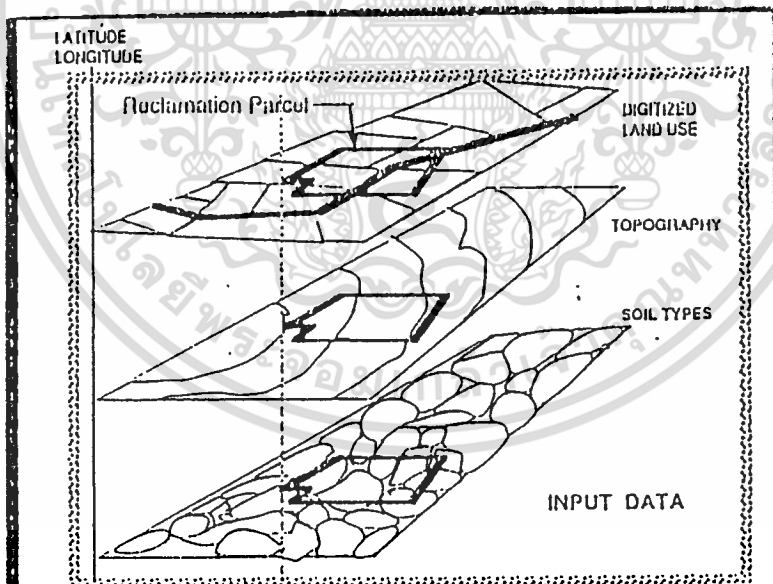 LATITUDE
LONGITUDE
Reclamation Parcel
DIGITIZED
LAND USE
TOPOGRAPHY
SOIL TYPES
INPUT DATA